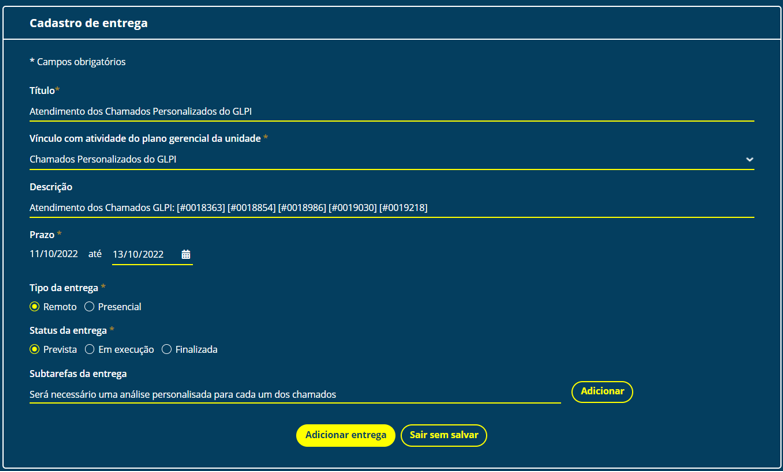 Cadastro de entrega
* Campos obrigatórios
Título*
Atendimento dos Chamados Personalizados do GLPI
Vínculo com atividade do plano gerencial da unidade *
Chamados Personalizados do GLPI
Descrição
Atendimento dos Chamados GLPI: [#0018363] [#0018854] [#0018986] [#0019030] [#0019218]
Prazo *
11/10/2022 até 13/10/2022
Tipo da entrega *
Remoto Presencial
Status da entrega *
Prevista Em execução Finalizada
Subtarefas da entrega
Será necessário uma análise personalisada para cada um dos chamados Adicionar
Adicionar entrega Sair sem salvar